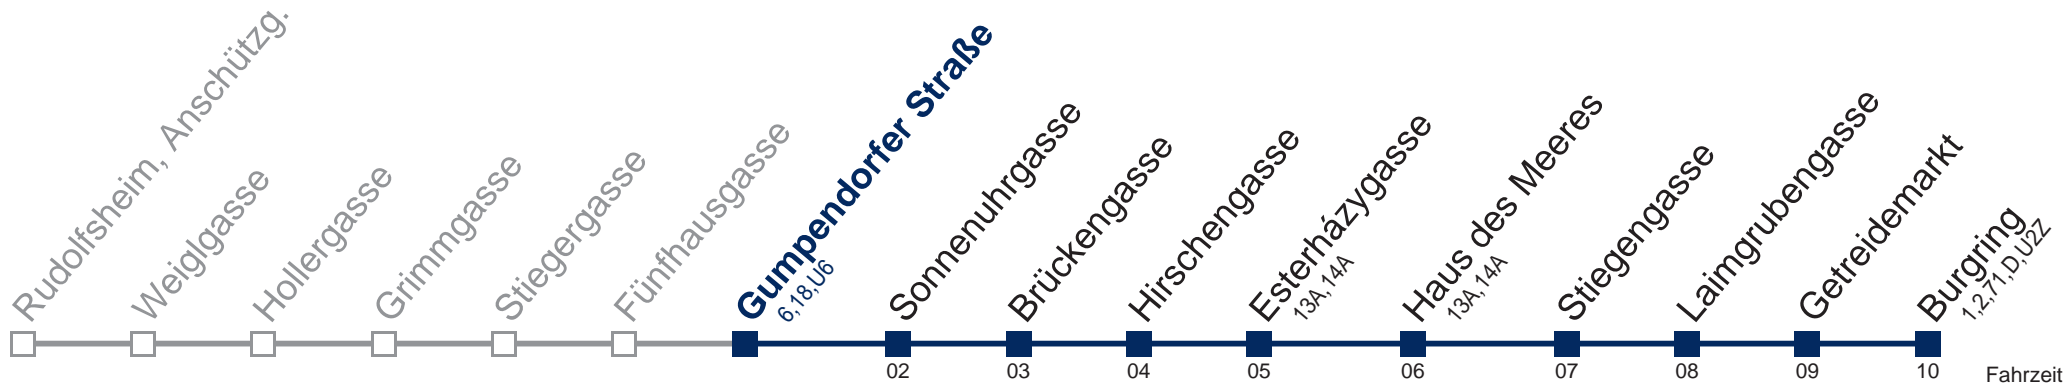 Rudolfsheim, Anschützg.
Weiglgasse
Hollergasse
Grimmgasse
Stiegergasse
Fünfhausgasse
Gumpendorfer Straße
6,18,U6
Sonnenuhrgasse
Brückengasse
Hirschengasse
Esterházygasse
13A,14A
Haus des Meeres
13A,14A
Stiegengasse
Laimgrubengasse
Getreidemarkt
Burgring
1,2,71,D,U2Z
02 03 04 05 06 07 08 09 10 Fahrzeit